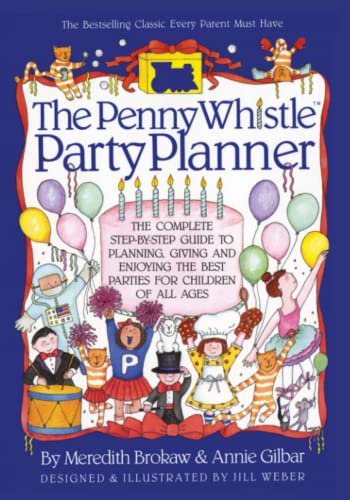 The Bestselling Classic Every Parent Must Have
The Penny Whistle™
Party Planner
THE COMPLETE
STEP-BY-STEP GUIDE TO
PLANNING, GIVING AND
ENJOYING THE BEST
PARTIES FOR CHILDREN
OF ALL AGES
P
By Meredith Brokaw & Annie Gilbar
DESIGNED & ILLUSTRATED BY JILL WEBER